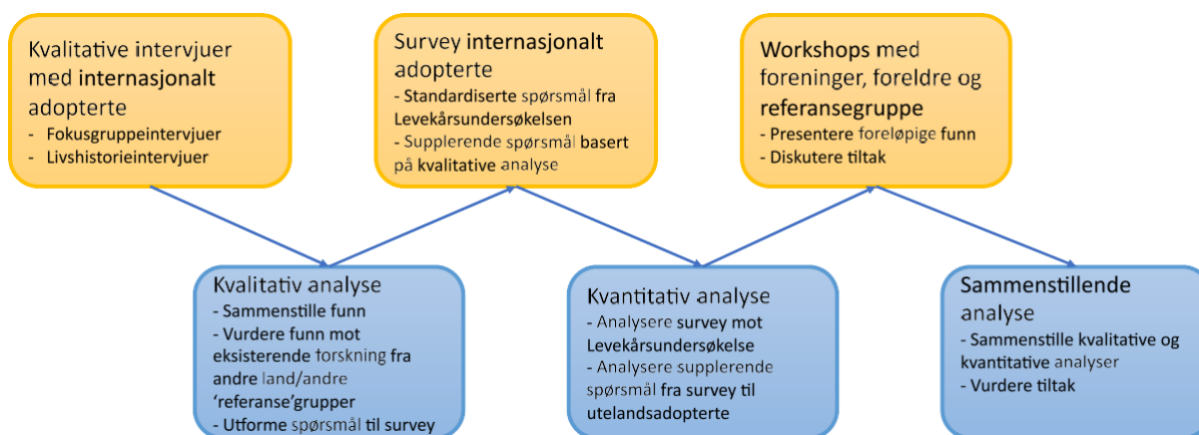 Kvalitative intervjuer
med internasjonalt
adopterte
- Fokusgruppeintervjuer
- Livshistorieintervjuer
Survey internasjonalt
adopterte
- Standardiserte spørsmål fra
Levekårsundersøkelsen
- Supplerende spørsmål basert
på kvalitative analyse
Workshops med
foreninger, foreldre og
referansegruppe
- Presentere foreløpige funn
- Diskutere tiltak
Kvalitativ analyse
- Sammenstille funn
- Vurdere funn mot
eksisterende forskning fra
andre land/andre
‘referanse’grupper
- Utforme spørsmål til survey
Kvantitativ analyse
- Analysere survey mot
Levekårsundersøkelse
- Analysere supplerende
spørsmål fra survey til
utelandsadopterte
Sammenstillende
analyse
- Sammenstille kvalitative og
kvantitative analyser
- Vurdere tiltak